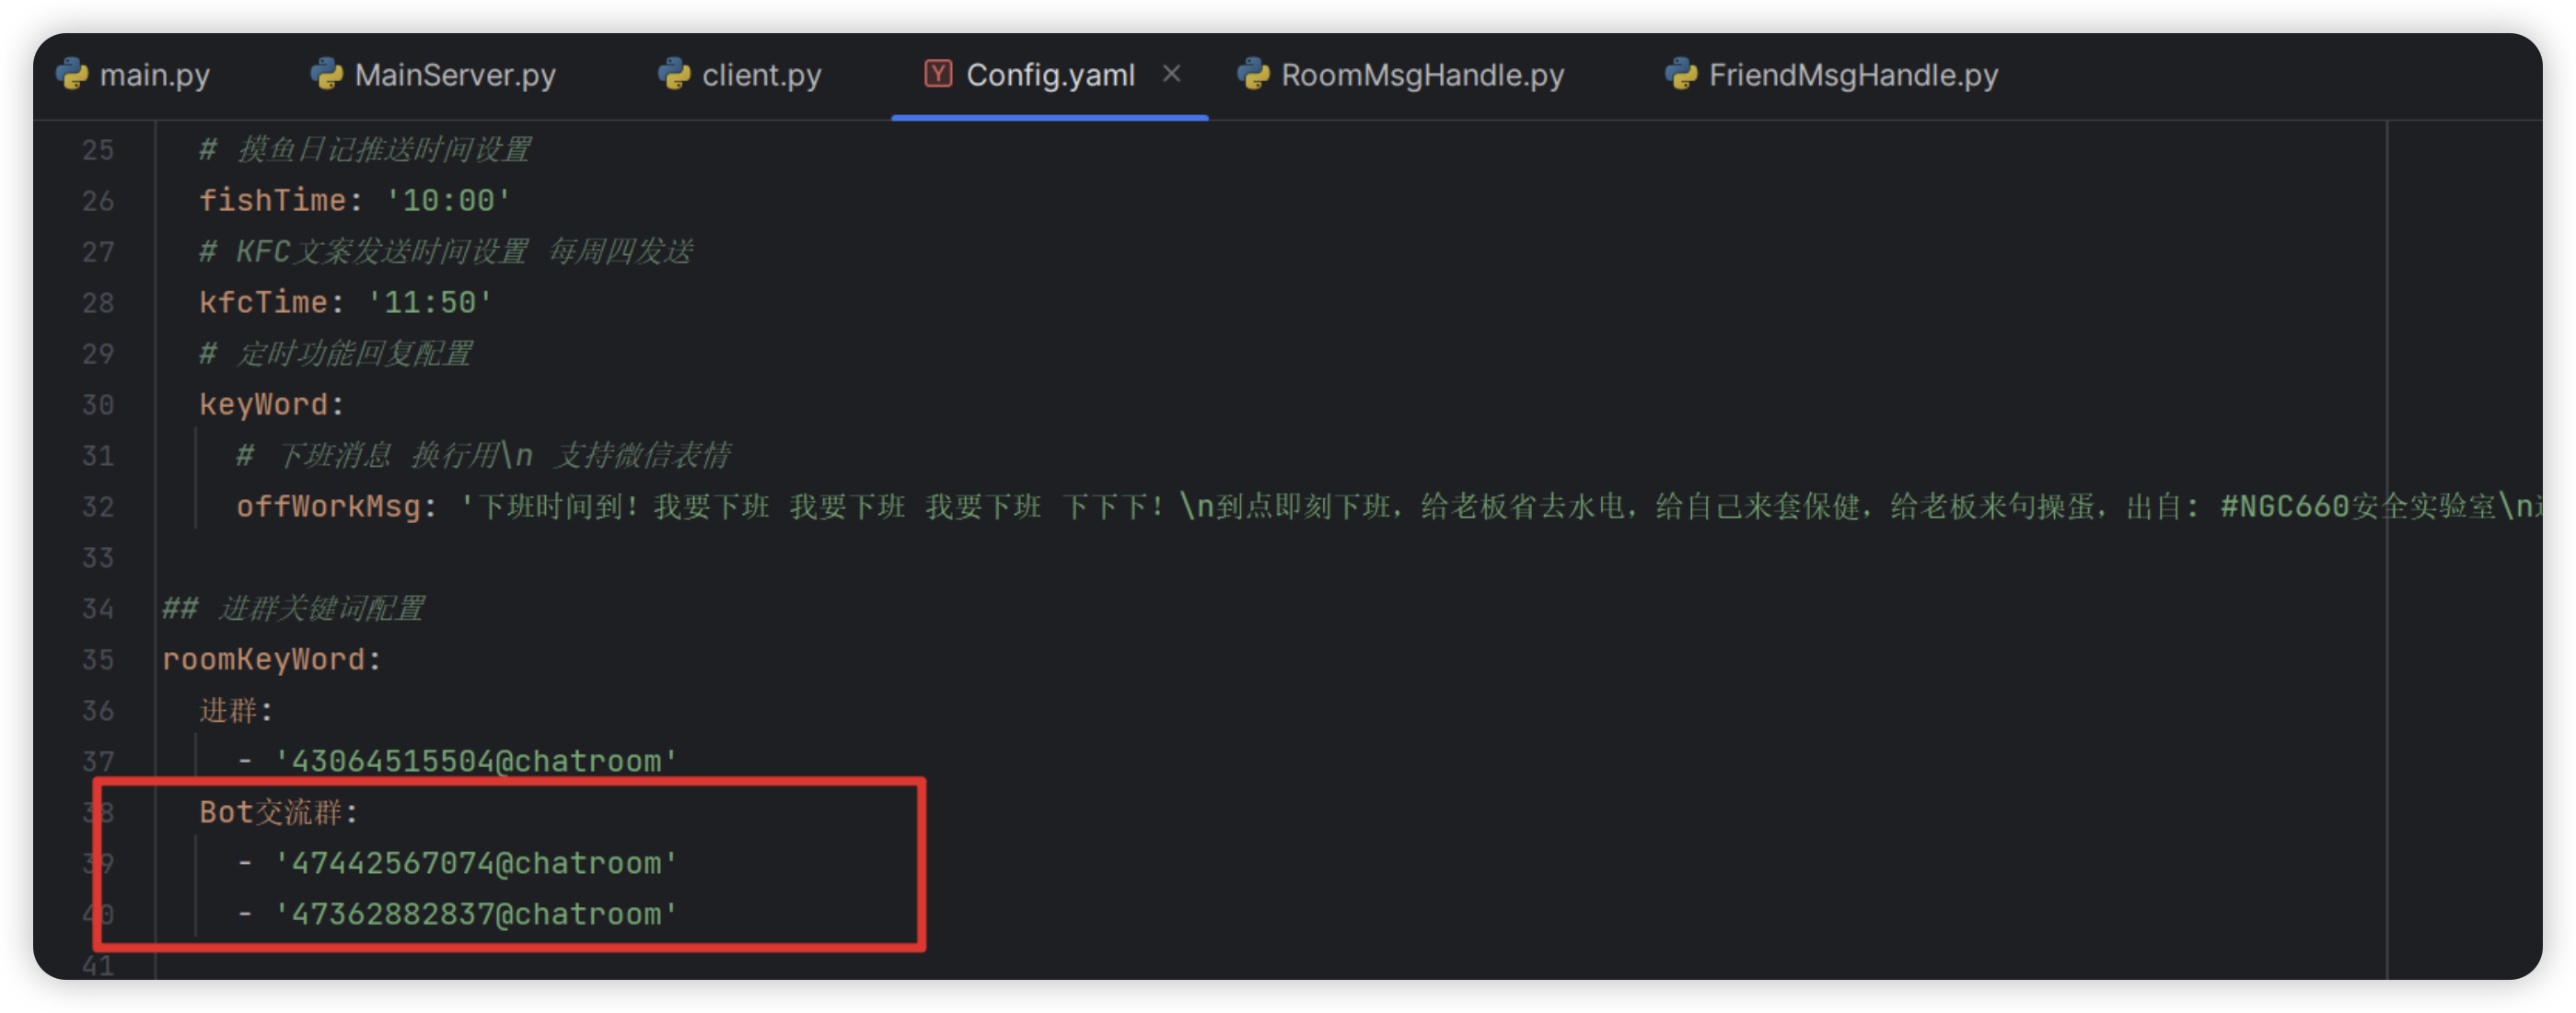 main.py MainServer.py client.py Config.yaml RoomMsgHandle.py FriendMsgHandle.py
25 # 摸鱼日记推送时间设置
26 fishTime: '10:00'
27 # KFC文案发送时间设置 每周四发送
28 kfcTime: '11:50'
29 # 定时功能回复配置
30 keyWord:
31 # 下班消息 换行用\n 支持微信表情
32 offWorkMsg: '下班时间到！我要下班 我要下班 我要下班 下下下！\n到点即刻下班，给老板省去水电，给自己来套保健，给老板来句操蛋，出自：#NGC660安全实验室\n
33
34 ## 进群关键词配置
35 roomKeyWord:
36 进群:
37 - '43064515504@chatroom'
38 Bot交流群:
39 - '47442567074@chatroom'
40 - '47362882837@chatroom'
41